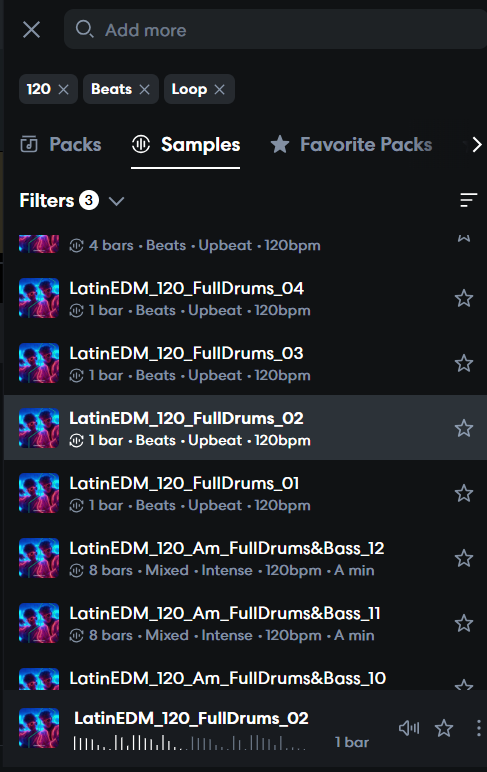 Add more
120 Beats Loop
Packs Samples Favorite Packs
Filters 3
4 bars • Beats • Upbeat • 120bpm
LatinEDM_120_FullDrums_04
1 bar • Beats • Upbeat • 120bpm
LatinEDM_120_FullDrums_03
1 bar • Beats • Upbeat • 120bpm
LatinEDM_120_FullDrums_02
1 bar • Beats • Upbeat • 120bpm
LatinEDM_120_FullDrums_01
1 bar • Beats • Upbeat • 120bpm
LatinEDM_120_Am_FullDrums&Bass_12
8 bars • Mixed • Intense • 120bpm • A min
LatinEDM_120_Am_FullDrums&Bass_11
8 bars • Mixed • Intense • 120bpm • A min
LatinEDM_120_Am_FullDrums&Bass_10
LatinEDM_120_FullDrums_02
1 bar